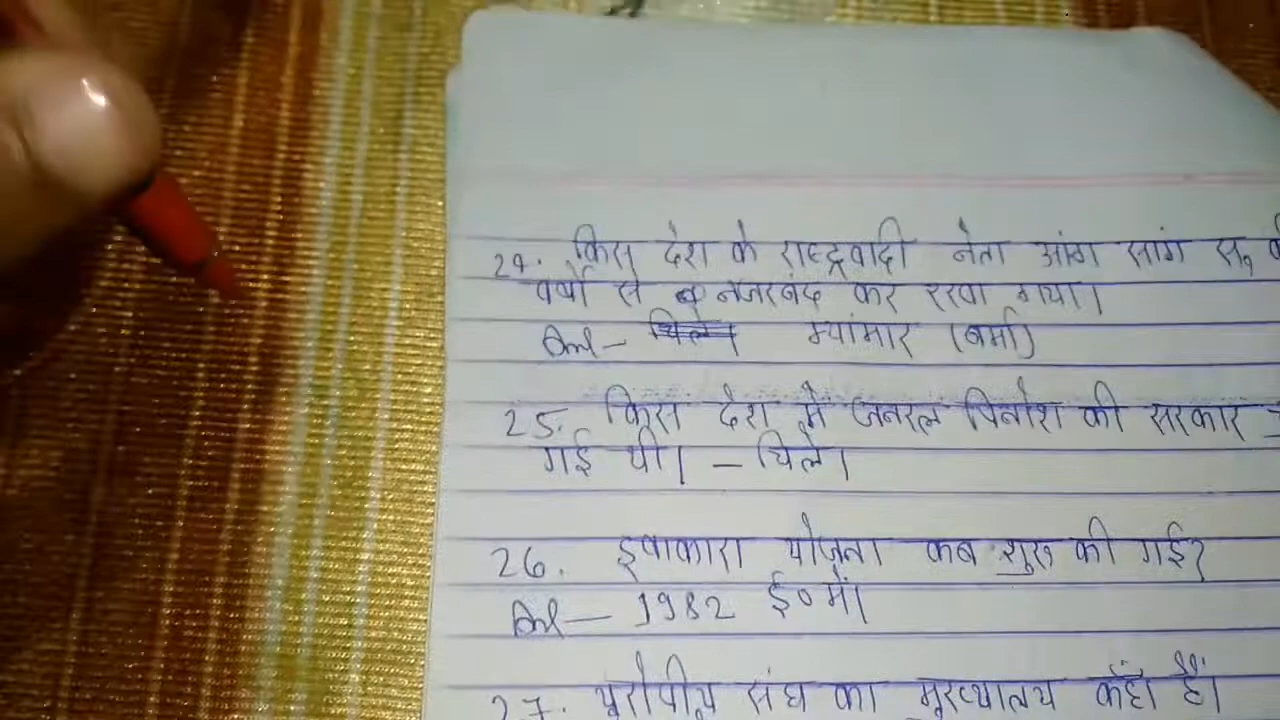 24. किस देश के राष्ट्रवादी नेता आंग सांग सू
वर्षो से नजरबंद कर रखा गया।
Ans - चिले म्यांमार (बर्मा)
25. किस देश में जनरल पिनोश की सरकार
गई थी। - चिले।
26. इवाकारा योजना कब शुरु की गई?
Ans - 1982 ई० में।
27. यूरोपीय संघ का मुख्यालय कहाँ है।